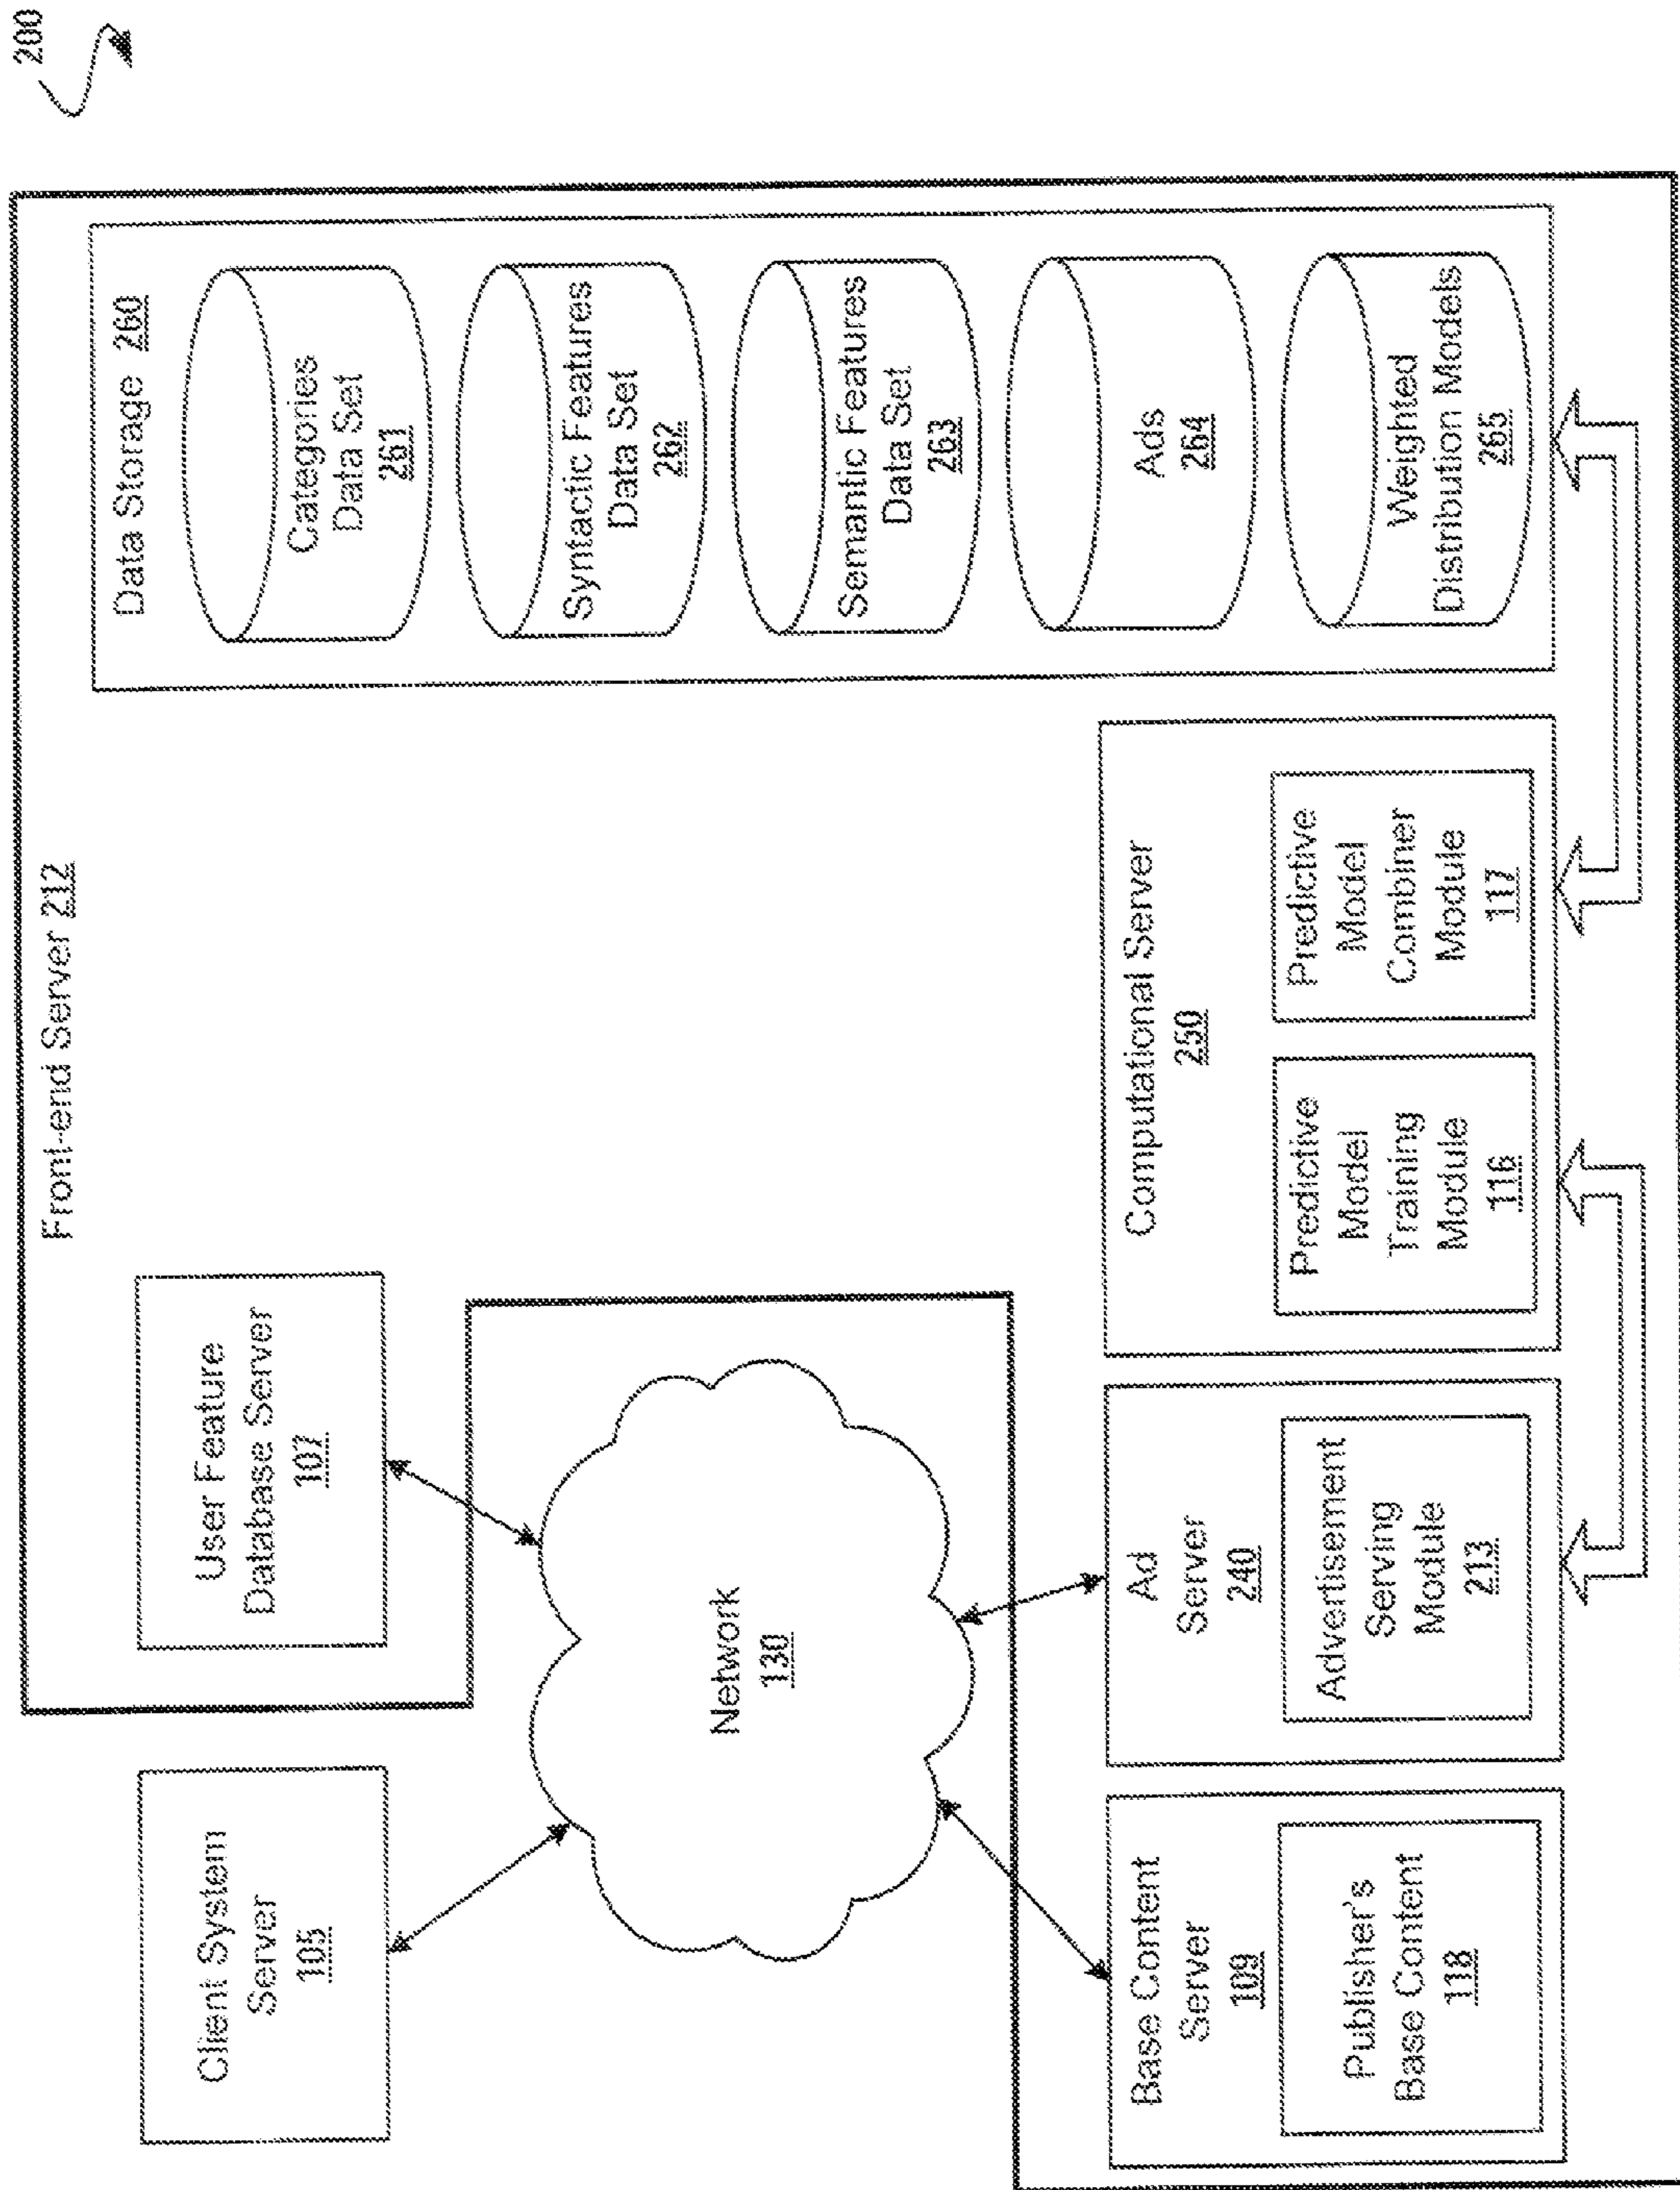 200
Front-end Server 212
Client System
Server
105
User Feature
Database Server
107
Data Storage 260
Categories
Data Set
261
Syntactic Features
Data Set
262
Semantic Features
Data Set
263
Ads
264
Weighted
Distribution Models
265
Network
130
Base Content
Server
109
Publisher's
Base Content
118
Ad
Server
240
Advertisement
Serving
Module
213
Computational Server
250
Predictive
Model
Training
Module
116
Predictive
Model
Combiner
Module
117